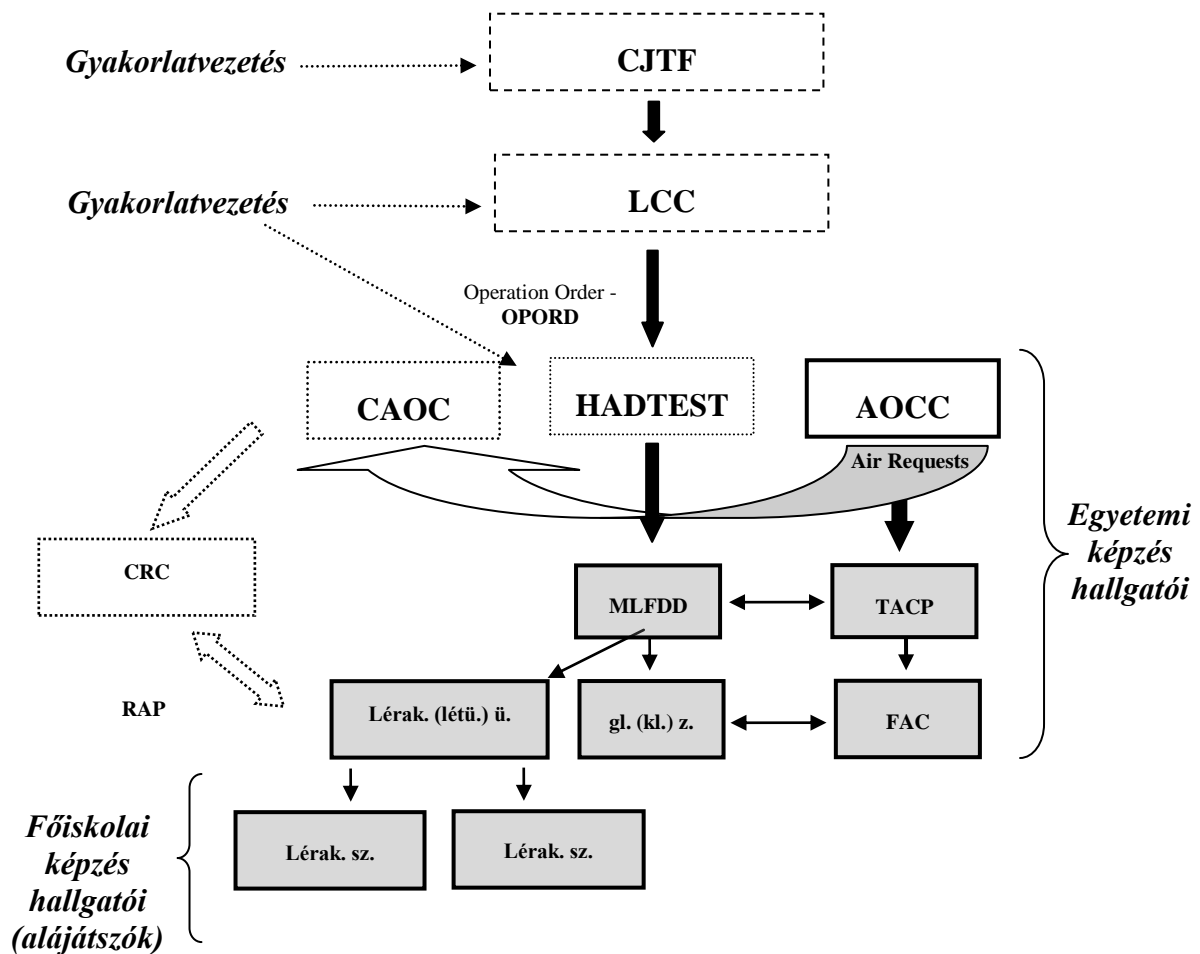 Gyakorlatvezetés
CJTF
Gyakorlatvezetés
LCC
Operation Order -
OPORD
CAOC
HADTEST
AOCC
Air Requests
Egyetemi
képzés
hallgatói
CRC
MLFDD
TACP
RAP
Lérak. (létü.) ü.
gl. (kl.) z.
FAC
Főiskolai
képzés
hallgatói
(alájátszók)
Lérak. sz.
Lérak. sz.